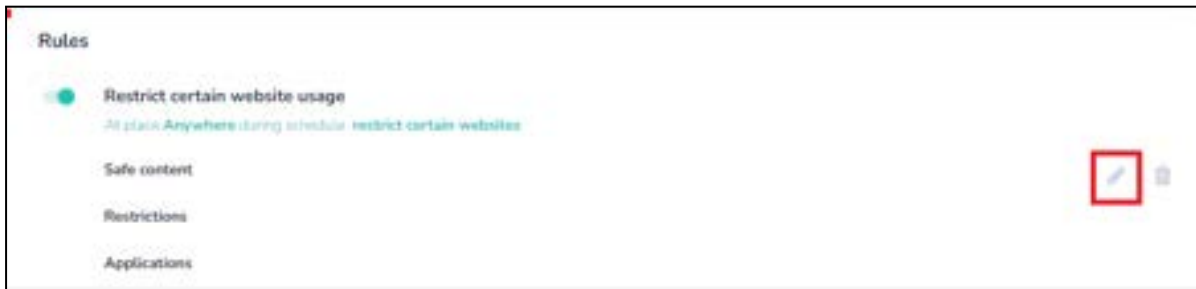 Rules
Restrict certain website usage
At place Anywhere during schedule restrict certain websites
Safe content
Restrictions
Applications